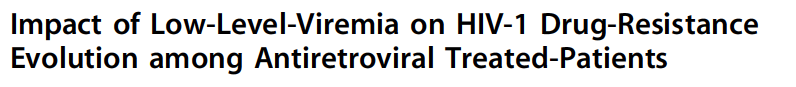 Impact of Low-Level-Viremia on HIV-1 Drug-Resistance
Evolution among Antiretroviral Treated-Patients